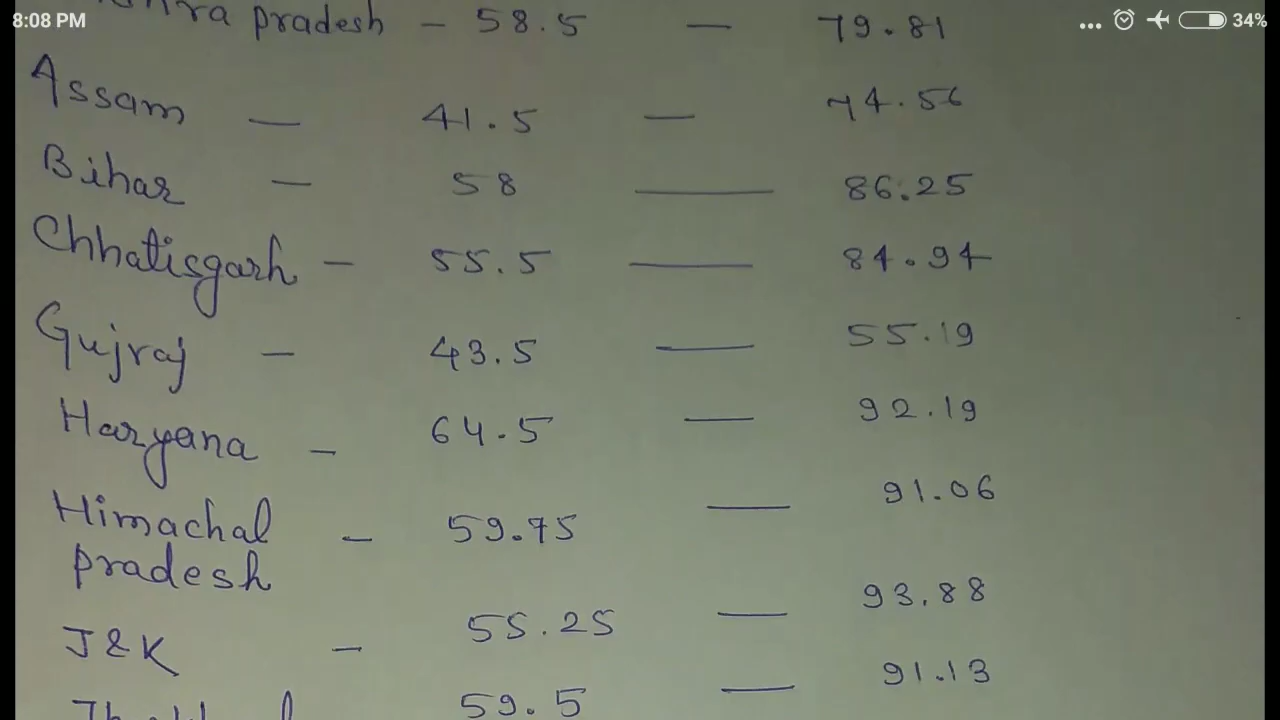 8:08 PM ... 34%
pradesh - 58.5 — 79.81
Assam — 41.5 — 74.56
Bihar — 58 — 86.25
Chhatisgarh - 55.5 — 84.94
Gujraj — 43.5 — 55.19
Haryana - 64.5 — 92.19
Himachal - 59.75 — 91.06
pradesh
J&K - 55.25 — 93.88
59.5 — 91.13